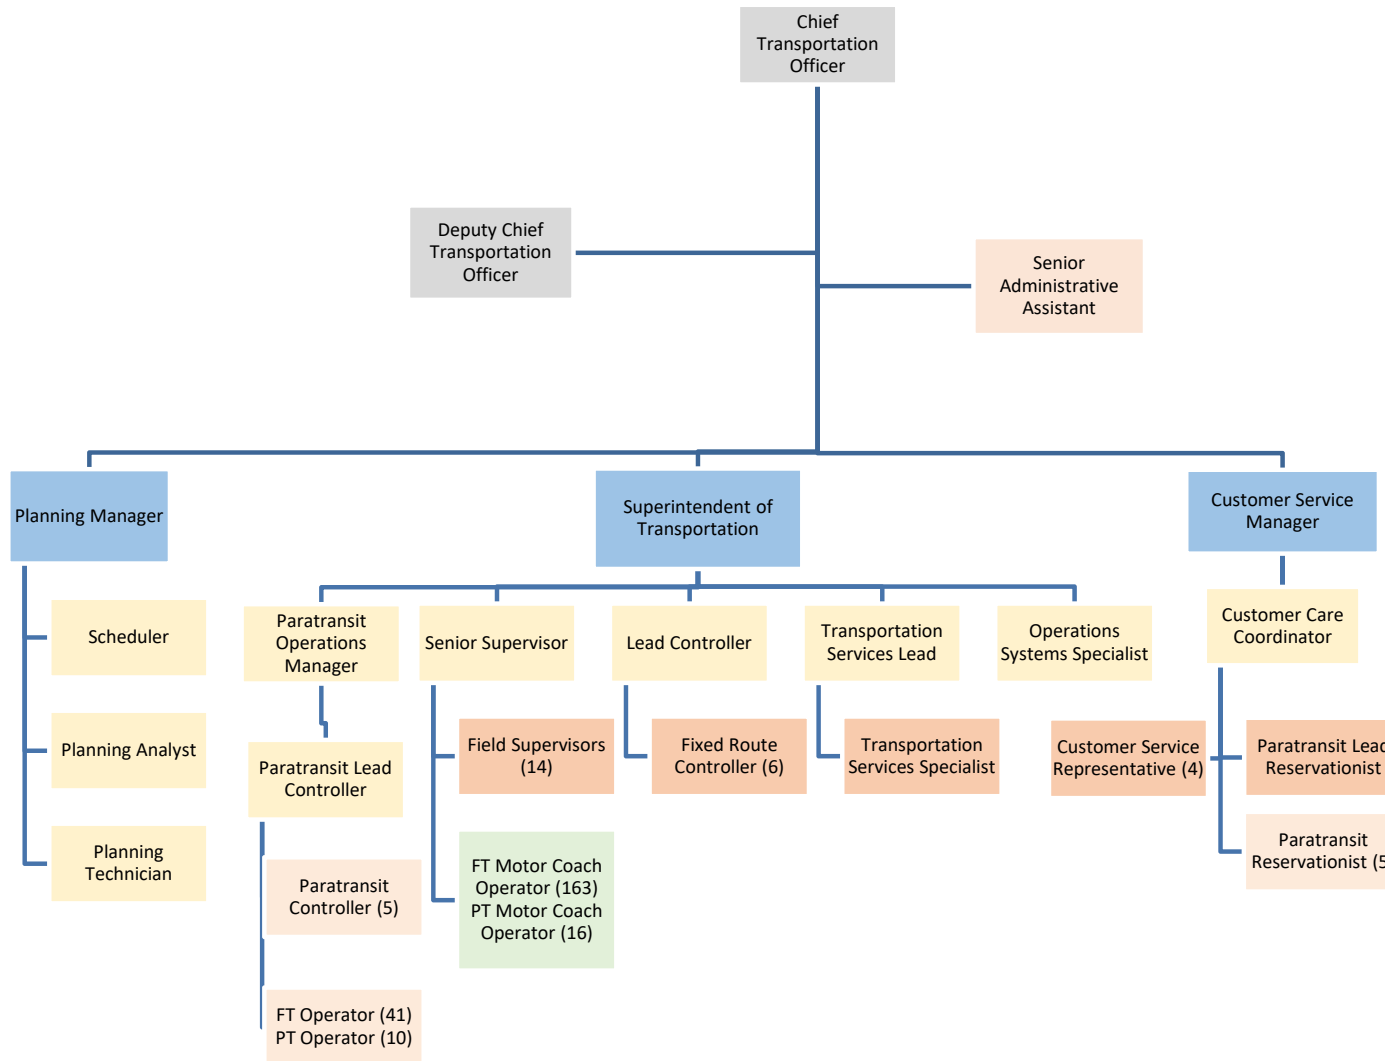 Chief
Transportation
Officer
Deputy Chief
Transportation
Officer
Senior
Administrative
Assistant
Planning Manager
Superintendent of
Transportation
Customer Service
Manager
Scheduler
Planning Analyst
Planning
Technician
Paratransit
Operations
Manager
Senior Supervisor
Lead Controller
Transportation
Services Lead
Operations
Systems Specialist
Customer Care
Coordinator
Paratransit Lead
Controller
Field Supervisors
(14)
Fixed Route
Controller (6)
Transportation
Services Specialist
Customer Service
Representative (4)
Paratransit Lead
Reservationist
Paratransit
Controller (5)
FT Motor Coach
Operator (163)
PT Motor Coach
Operator (16)
Paratransit
Reservationist (5
FT Operator (41)
PT Operator (10)